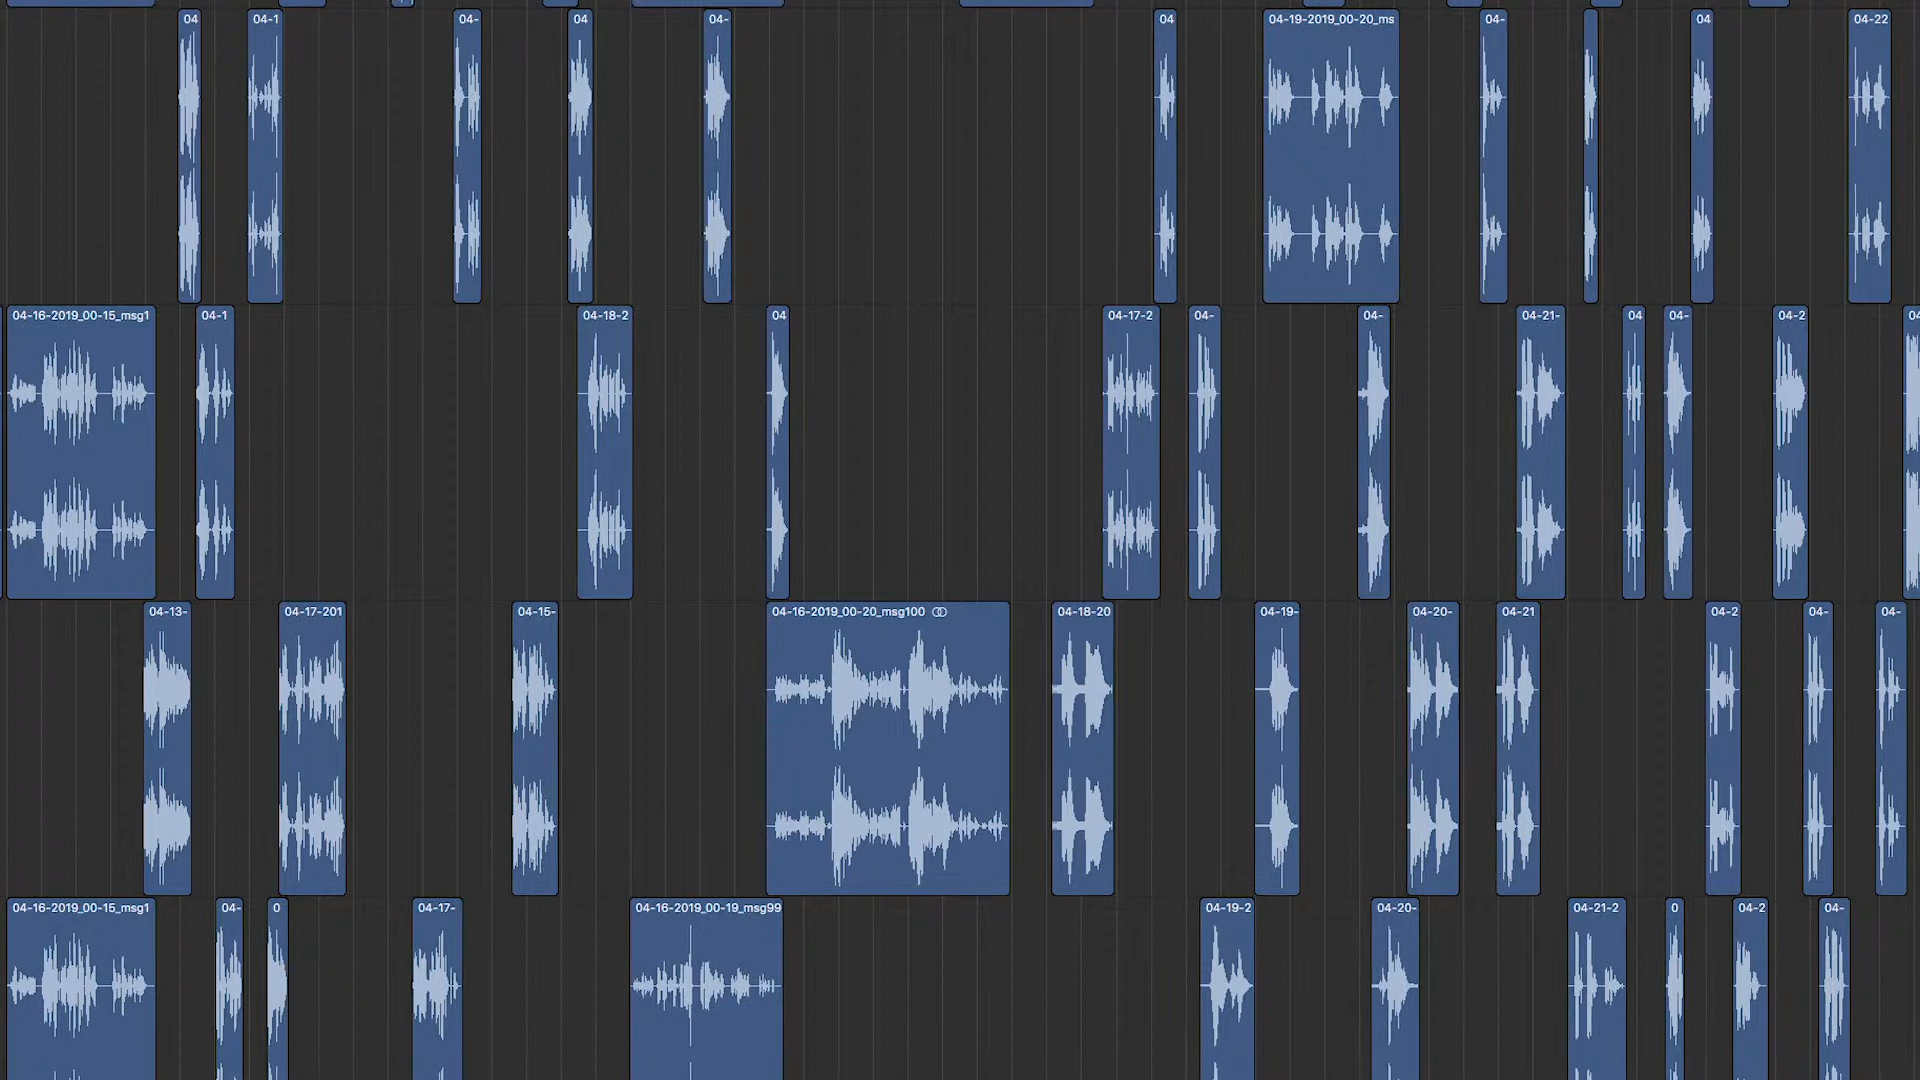 04 04-1 04- 04 04- 04 04-19-2019_00-20_ms 04- 04 04-22
04-16-2019_00-15_msg1 04-1 04-18-2 04 04-17-2 04- 04- 04-21- 04 04- 04-2 04
04-13- 04-17-201 04-15- 04-16-2019_00-20_msg100 04-18-20 04-19- 04-20- 04-21 04-2 04- 04-
04-16-2019_00-15_msg1 04- 0 04-17- 04-16-2019_00-19_msg99 04-19-2 04-20- 04-21-2 0 04-2 04-